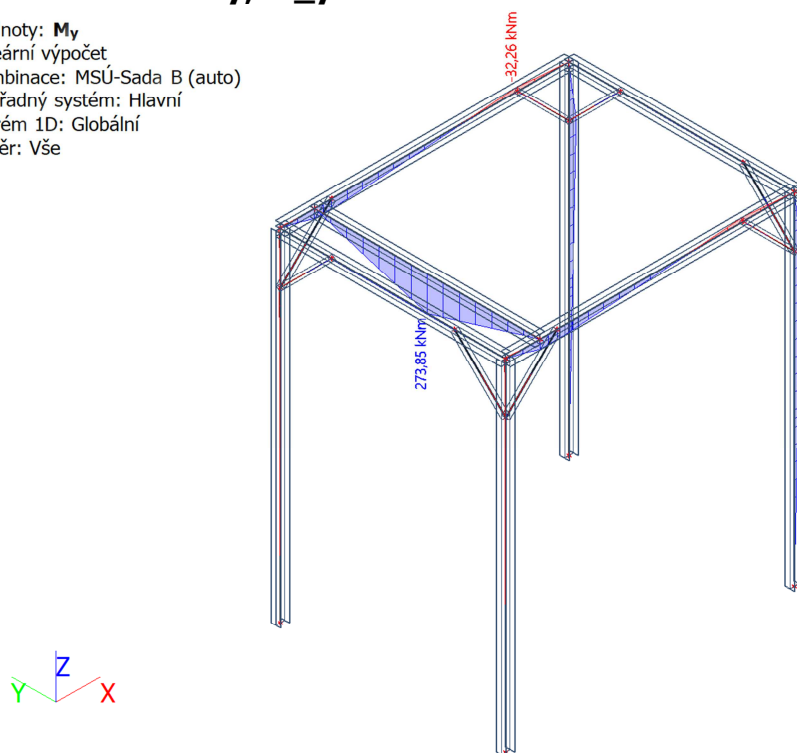 noty: My
eární výpočet
mbinace: MSÚ-Sada B (auto)
řadný systém: Hlavní
rém 1D: Globální
ěr: Vše
-32,26 kNm
273,85 kNm
Z
Y
X